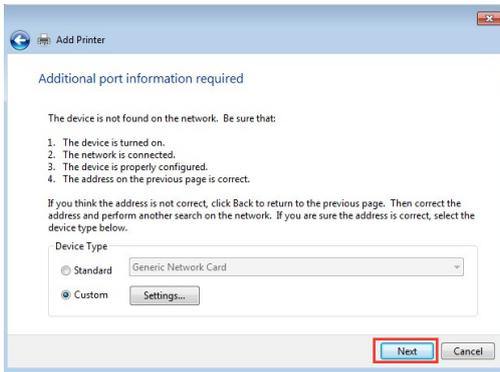 Add Printer
Additional port information required
The device is not found on the network.  Be sure that:
1.  The device is turned on.
2.  The network is connected.
3.  The device is properly configured.
4.  The address on the previous page is correct.
If you think the address is not correct, click Back to return to the previous page.  Then correct the
address and perform another search on the network.  If you are sure the address is correct, select the
device type below.
Device Type
Standard
Generic Network Card
Custom
Settings...
Next
Cancel